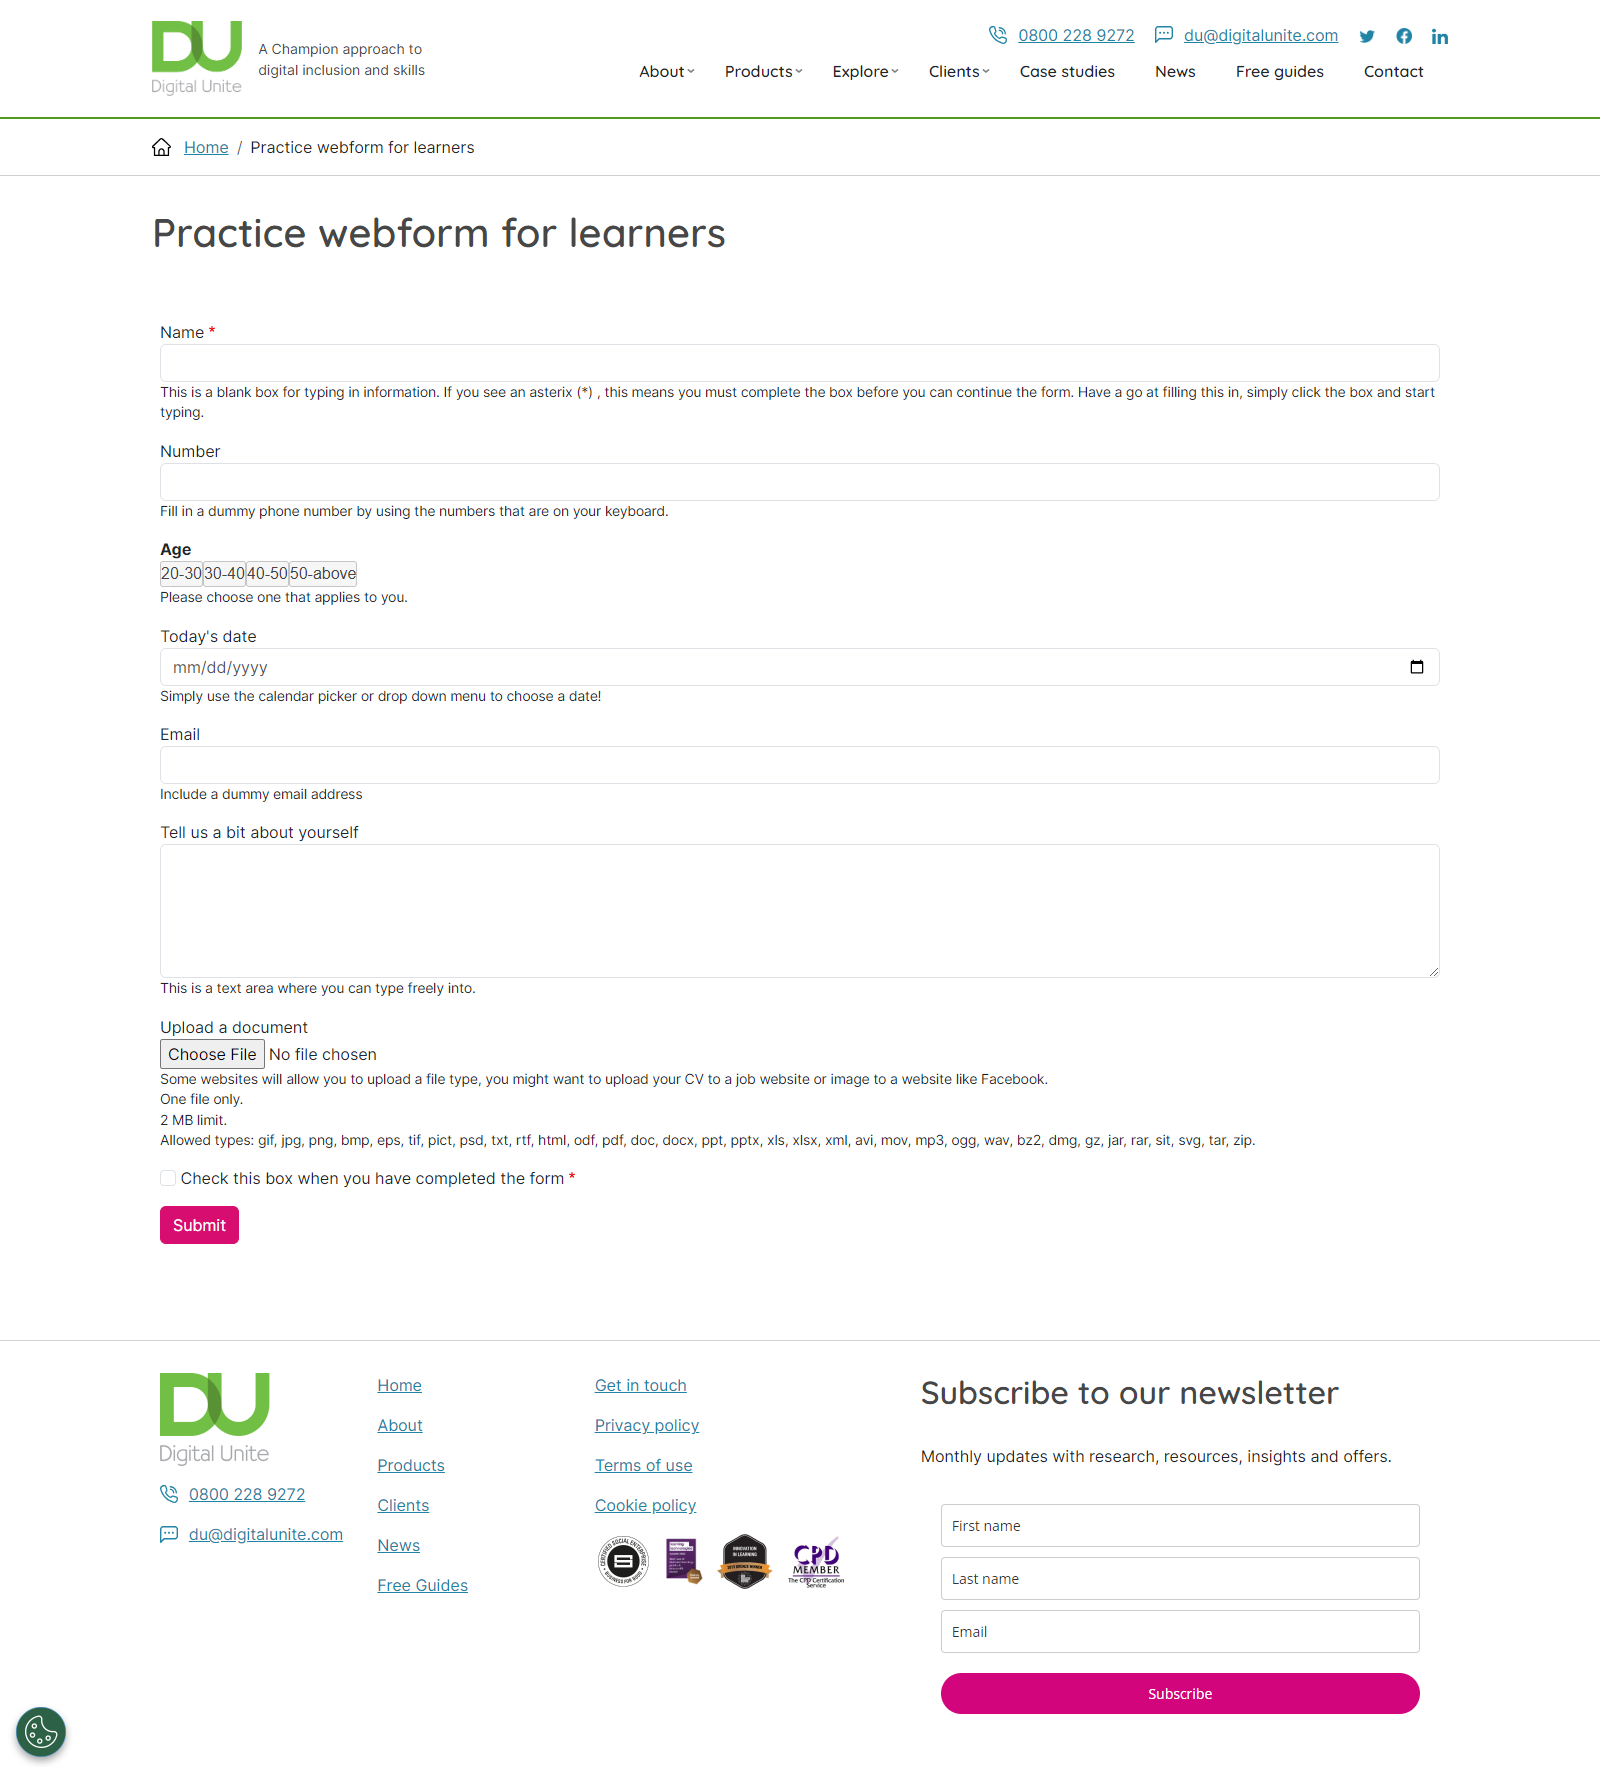 DU
Digital Unite
A Champion approach to
digital inclusion and skills
0800 228 9272
du@digitalunite.com
About
Products
Explore
Clients
Case studies
News
Free guides
Contact
Home / Practice webform for learners
Practice webform for learners
Name *
This is a blank box for typing in information. If you see an asterix (*) , this means you must complete the box before you can continue the form. Have a go at filling this in, simply click the box and start
typing.
Number
Fill in a dummy phone number by using the numbers that are on your keyboard.
Age
20-30 30-40 40-50 50-above
Please choose one that applies to you.
Today's date
mm/dd/yyyy
Simply use the calendar picker or drop down menu to choose a date!
Email
Include a dummy email address
Tell us a bit about yourself
This is a text area where you can type freely into.
Upload a document
Choose File No file chosen
Some websites will allow you to upload a file type, you might want to upload your CV to a job website or image to a website like Facebook.
One file only.
2 MB limit.
Allowed types: gif, jpg, png, bmp, eps, tif, pict, psd, txt, rtf, html, odf, pdf, doc, docx, ppt, pptx, xls, xlsx, xml, avi, mov, mp3, ogg, wav, bz2, dmg, gz, jar, rar, sit, svg, tar, zip.
Check this box when you have completed the form *
Submit
DU
Digital Unite
0800 228 9272
du@digitalunite.com
Home
About
Products
Clients
News
Free Guides
Get in touch
Privacy policy
Terms of use
Cookie policy
CERTIFIED SOCIAL ENTERPRISE
BUSINESS FOR GOOD
INNOVATION
IN LEARNING
CPD
MEMBER
The CPD Certification
Service
Subscribe to our newsletter
Monthly updates with research, resources, insights and offers.
First name
Last name
Email
Subscribe